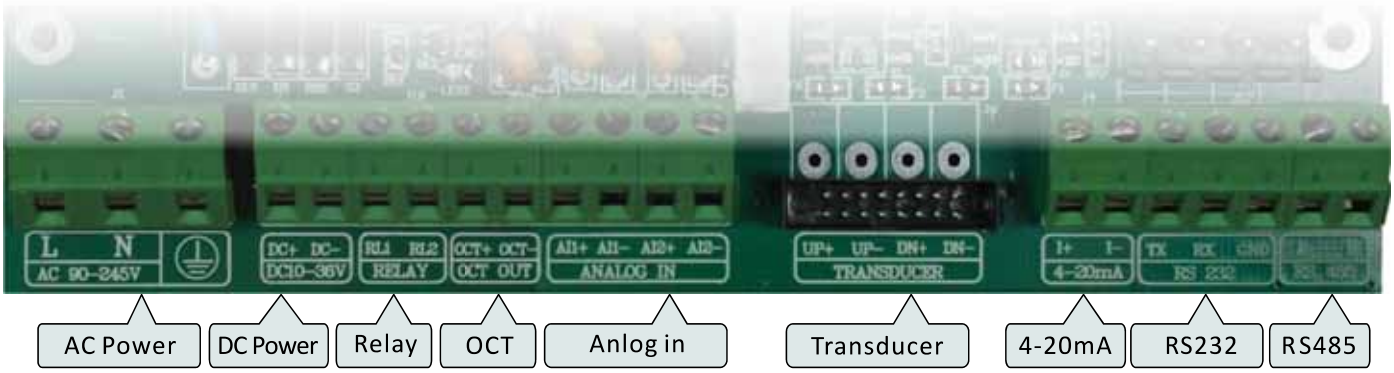 L N
AC 90-245V
DC+ DC-
DC10-36V
RL1 RL2
RELAY
OCT+ OCT-
OCT OUT
AI1+ AI1- AI2+ AI2-
ANALOG IN
UP+ UP- DN+ DN-
TRANSDUCER
I+ I-
4-20mA
TX RX GND
RS 232
RS 485
AC Power
DC Power
Relay
OCT
Anlog in
Transducer
4-20mA
RS232
RS485